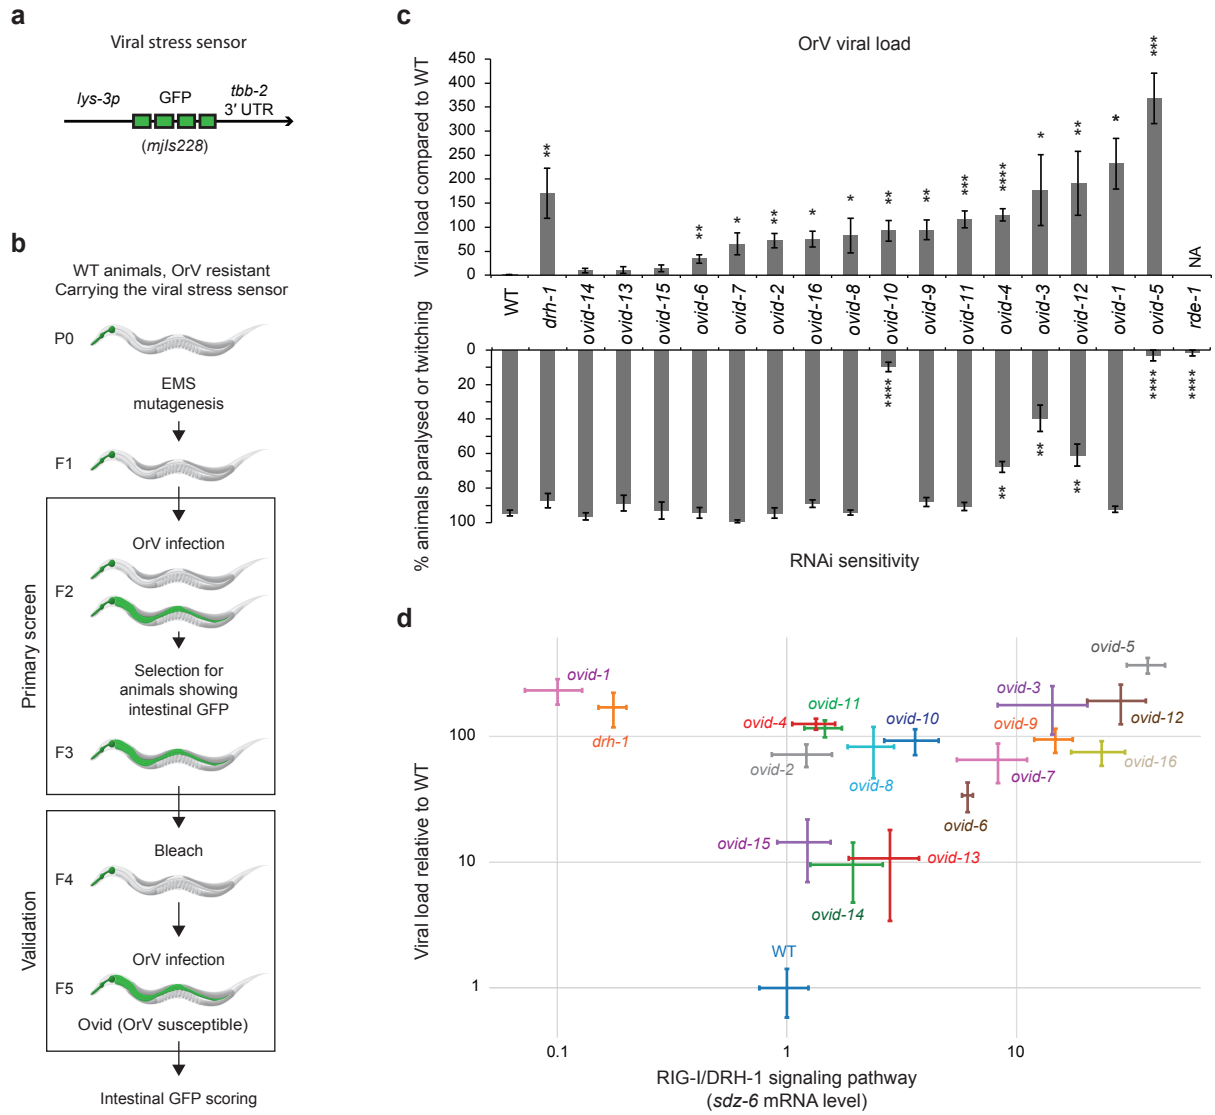 a
Viral stress sensor
lys-3p
GFP
tbb-2
3′ UTR
(mjIs228)
b
WT animals, OrV resistant
Carrying the viral stress sensor
P0
EMS
mutagenesis
F1
Primary screen
OrV infection
F2
Selection for
animals showing
intestinal GFP
F3
Validation
Bleach
F4
OrV infection
F5
Ovid (OrV susceptible)
Intestinal GFP scoring
c
OrV viral load
Viral load compared to WT
450
400
350
300
250
200
150
100
50
0
**
**
*
**
*
*
**
**
***
****
*
**
*
***
NA
WT
drh-1
ovid-14
ovid-13
ovid-15
ovid-6
ovid-7
ovid-2
ovid-16
ovid-8
ovid-10
ovid-9
ovid-11
ovid-4
ovid-3
ovid-12
ovid-1
ovid-5
rde-1
% animals paralysed or twitching
0
20
40
60
80
100
****
**
**
**
****
****
RNAi sensitivity
d
Viral load relative to WT
100
10
1
ovid-5
ovid-1
ovid-3
ovid-11
ovid-12
ovid-4
ovid-10
ovid-9
drh-1
ovid-2
ovid-16
ovid-8
ovid-7
ovid-6
ovid-15
ovid-13
ovid-14
WT
0.1
1
10
RIG-I/DRH-1 signaling pathway
(sdz-6 mRNA level)